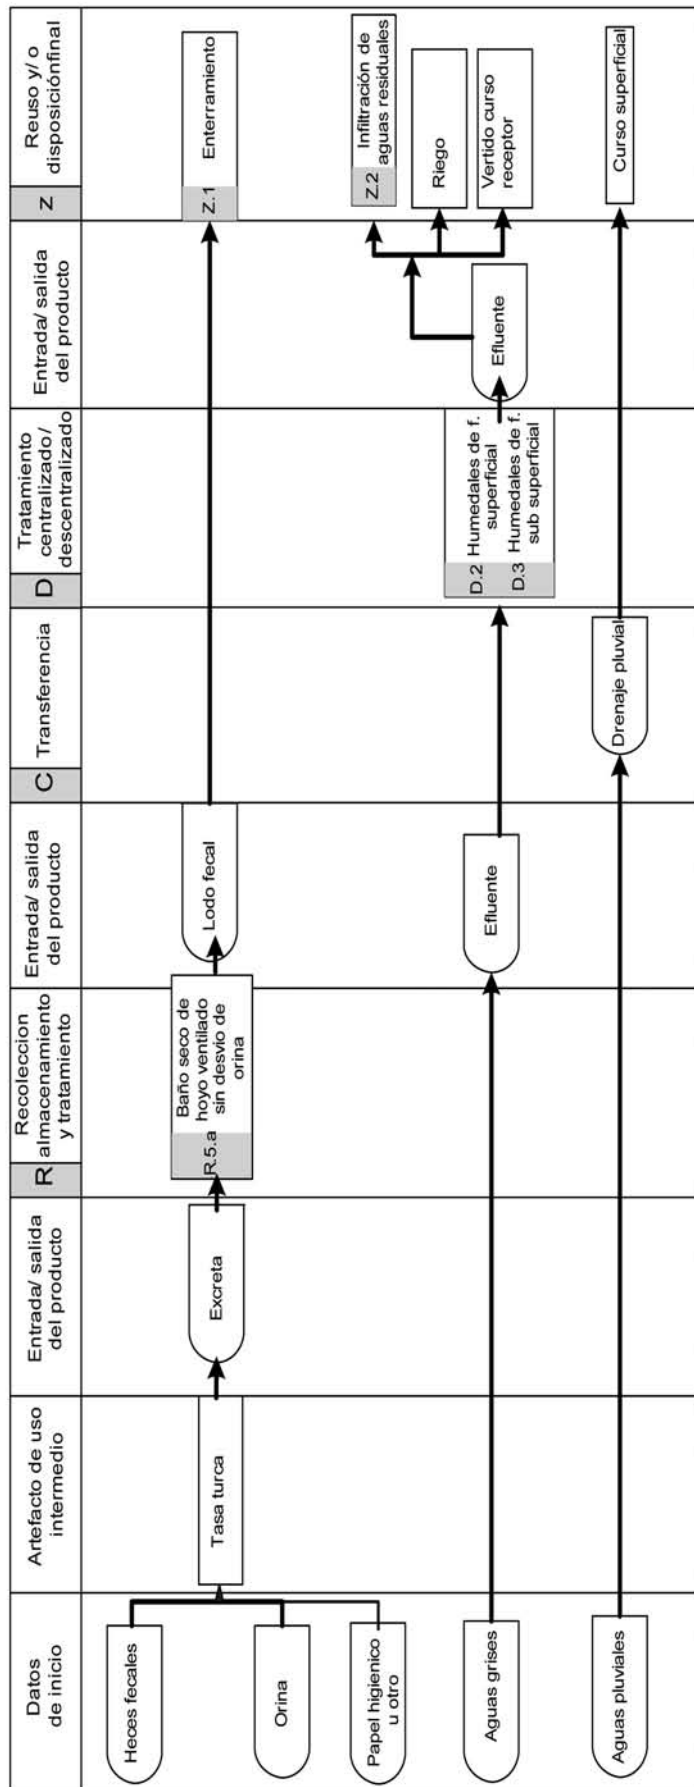 Datos
de inicio
Artefacto de uso
intermedio
Entrada/ salida
del producto
R
Recoleccion
almacenamiento
y tratamiento
Entrada/ salida
del producto
C
Transferencia
D
Tratamiento
centralizado/
descentralizado
Entrada/ salida
del producto
z
Reuso y/ o
disposiciónfinal
Heces fecales
Orina
Papel higienico
u otro
Tasa turca
Excreta
R.5.a
Baño seco de
hoyo ventilado
sin desvio de
orina
Lodo fecal
Z.1
Enterramiento
Aguas grises
Efluente
D.2 Humedales de f.
superficial
D.3 Humedales de f.
sub superficial
Efluente
Z.2
Infiltración de
aguas residuales
Riego
Vertido curso
receptor
Aguas pluviales
Drenaje pluvial
Curso superficial